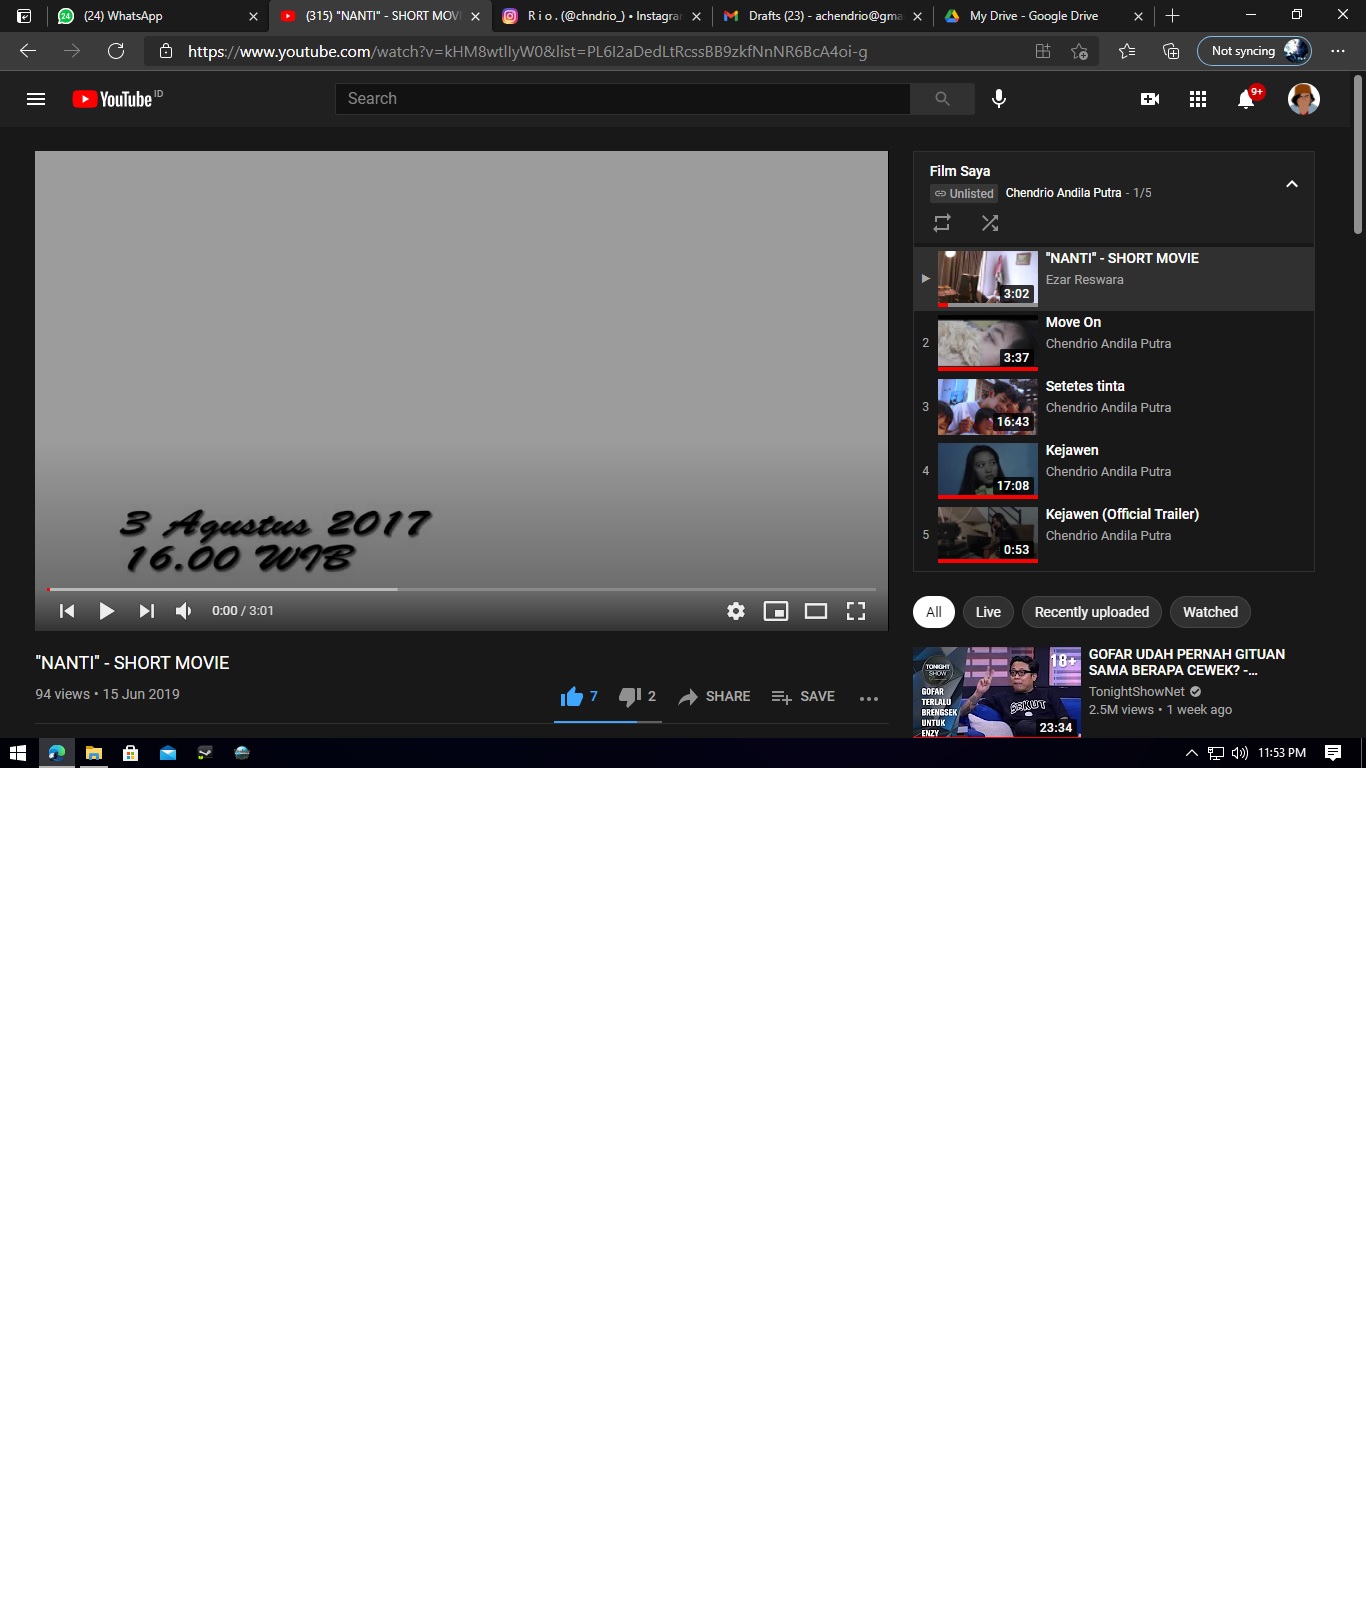 (24) WhatsApp
(315) "NANTI" - SHORT MOVI
R i o . (@chndrio_) • Instagra
Drafts (23) - achendrio@gma
My Drive - Google Drive
https://www.youtube.com/watch?v=kHM8wtlIyW0&list=PL6I2aDedLtRcssBB9zkfNnNR6BcA4oi-g
Not syncing
YouTube ID
Search
9+
3 Agustus 2017
16.00 WIB
0:00 / 3:01
"NANTI" - SHORT MOVIE
94 views • 15 Jun 2019
7
2
SHARE
SAVE
Film Saya
Unlisted
Chendrio Andila Putra - 1/5
"NANTI" - SHORT MOVIE
Ezar Reswara
3:02
2
Move On
Chendrio Andila Putra
3:37
3
Setetes tinta
Chendrio Andila Putra
16:43
4
Kejawen
Chendrio Andila Putra
17:08
5
Kejawen (Official Trailer)
Chendrio Andila Putra
0:53
All
Live
Recently uploaded
Watched
TONIGHT
SHOW
18+
GOFAR
TERLALU
BRENGSEK
UNTUK
ENZY
SEKUT
23:34
GOFAR UDAH PERNAH GITUAN
SAMA BERAPA CEWEK? -...
TonightShowNet
2.5M views • 1 week ago
11:53 PM